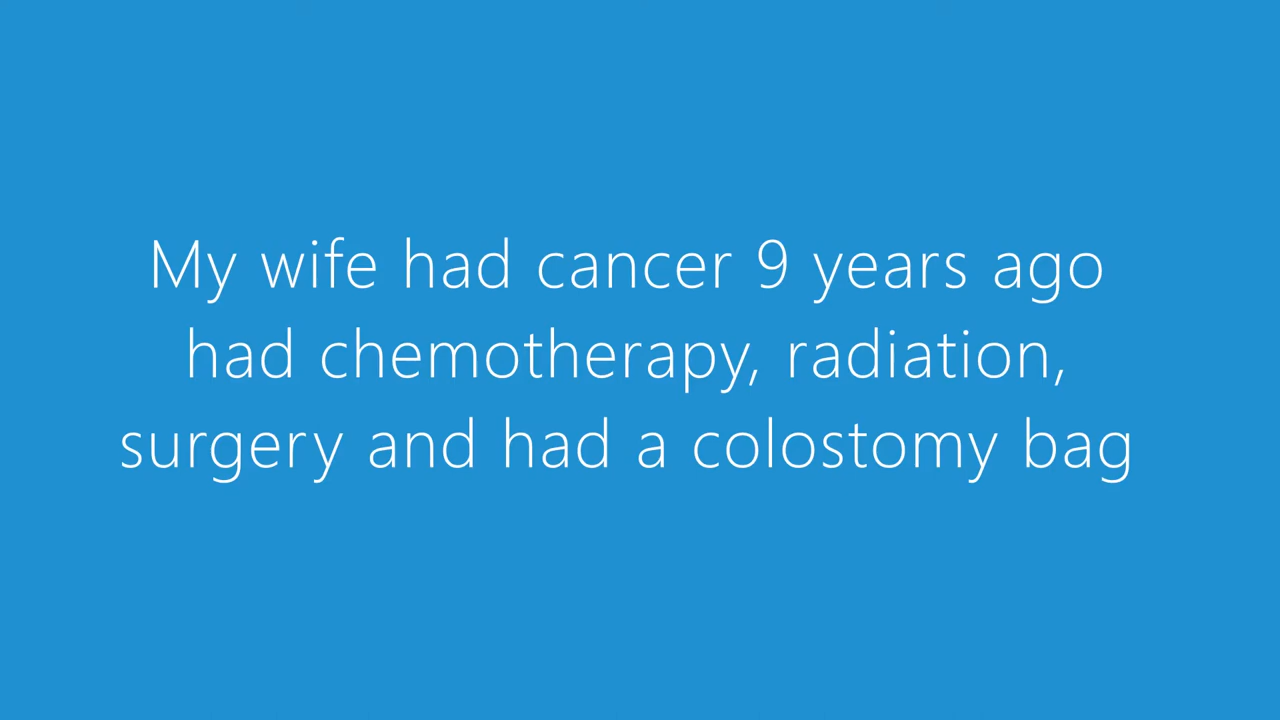 My wife had cancer 9 years ago
had chemotherapy, radiation,
surgery and had a colostomy bag